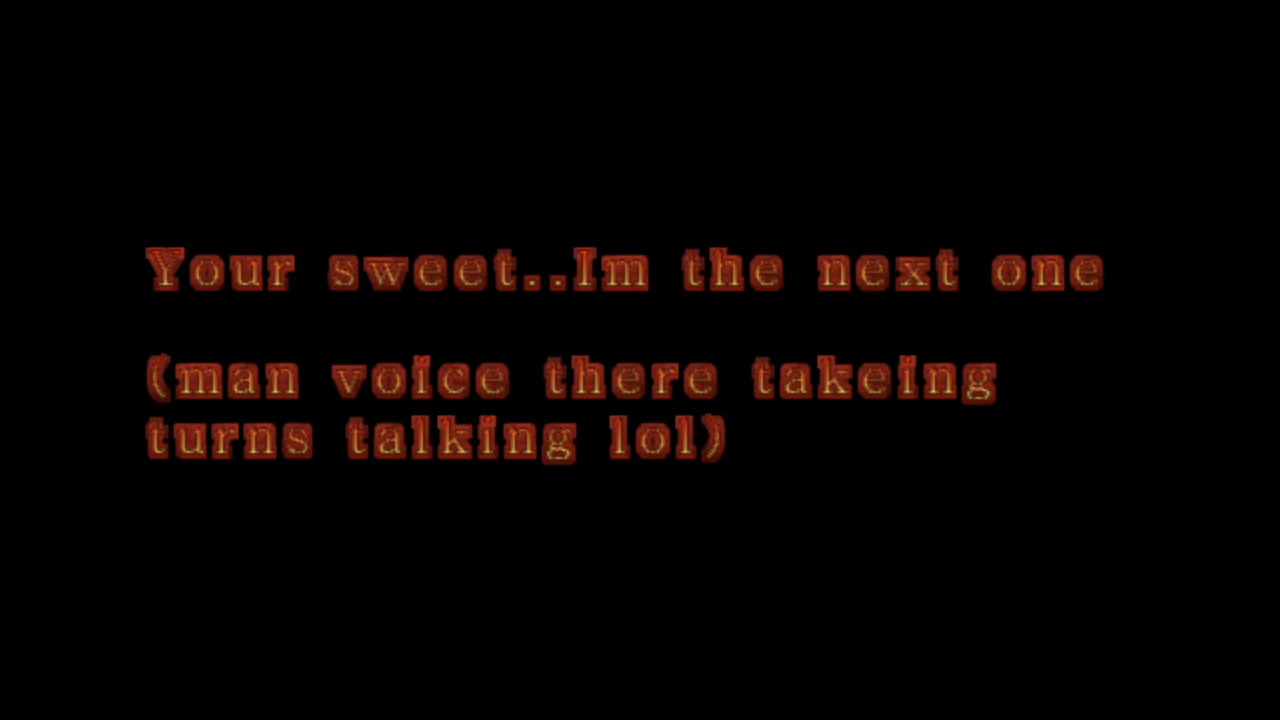 Your sweet..Im the next one
(man voice there takeing
turns talking lol)